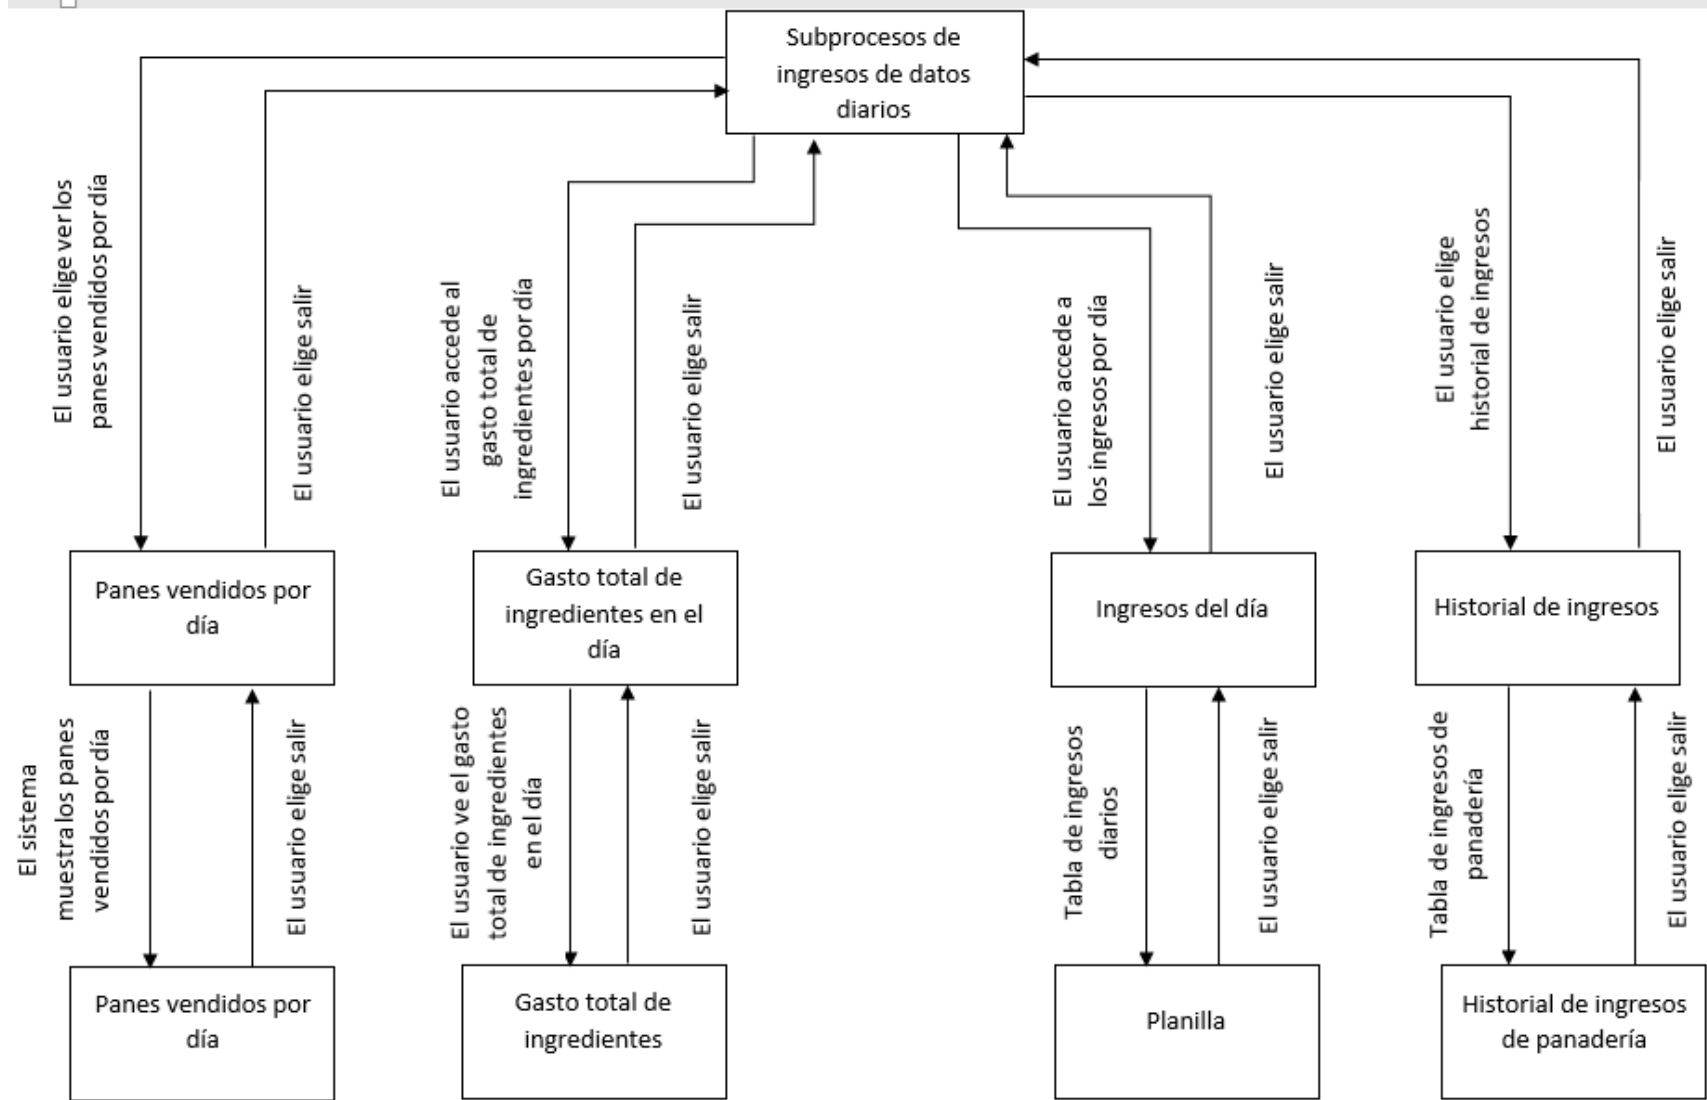 Subprocesos de
ingresos de datos
diarios
El usuario elige ver los
panes vendidos por día
El usuario elige salir
El usuario accede al
gasto total de
ingredientes por día
El usuario elige salir
El usuario accede a
los ingresos por día
El usuario elige salir
El usuario elige
historial de ingresos
El usuario elige salir
Panes vendidos por
día
Gasto total de
ingredientes en el
día
Ingresos del día
Historial de ingresos
El sistema
muestra los panes
vendidos por día
El usuario elige salir
El usuario ve el gasto
total de ingredientes
en el día
El usuario elige salir
Tabla de ingresos
diarios
El usuario elige salir
Tabla de ingresos de
panadería
El usuario elige salir
Panes vendidos por
día
Gasto total de
ingredientes
Planilla
Historial de ingresos
de panadería